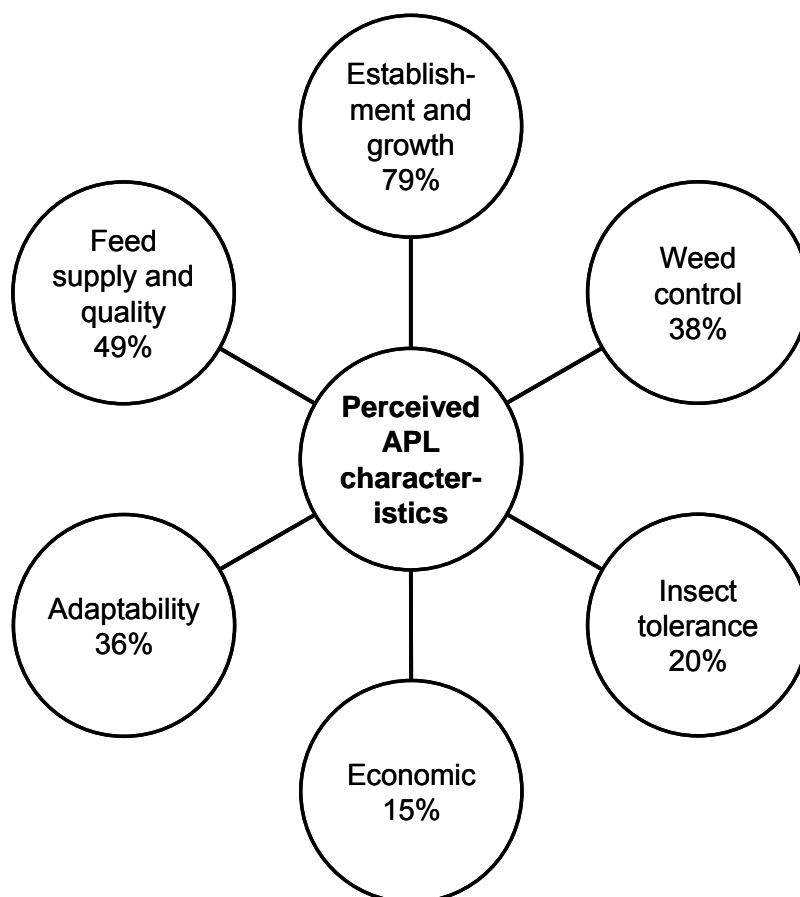 Establish-
ment and
growth
79%
Feed
supply and
quality
49%
Weed
control
38%
Perceived
APL
character-
istics
Adaptability
36%
Insect
tolerance
20%
Economic
15%